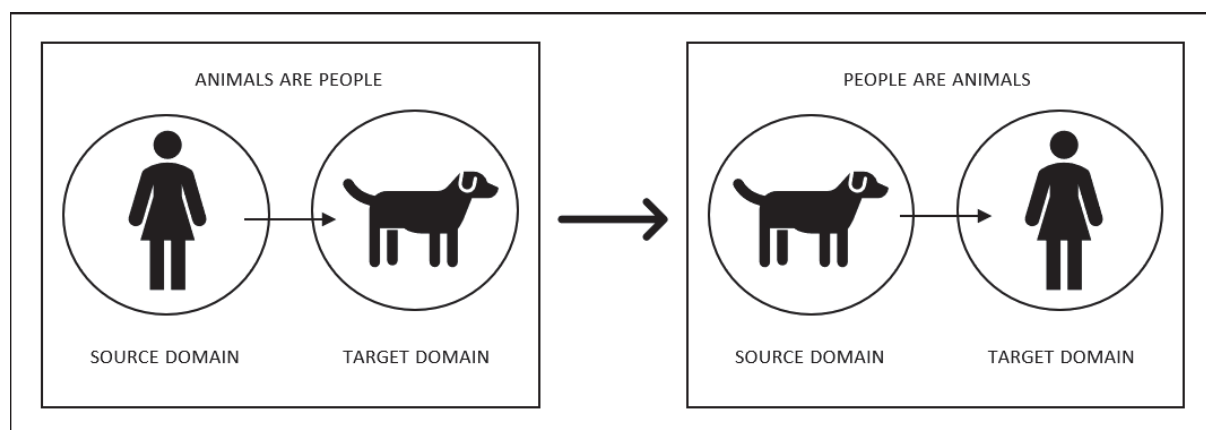 ANIMALS ARE PEOPLE
SOURCE DOMAIN
TARGET DOMAIN
PEOPLE ARE ANIMALS
SOURCE DOMAIN
TARGET DOMAIN